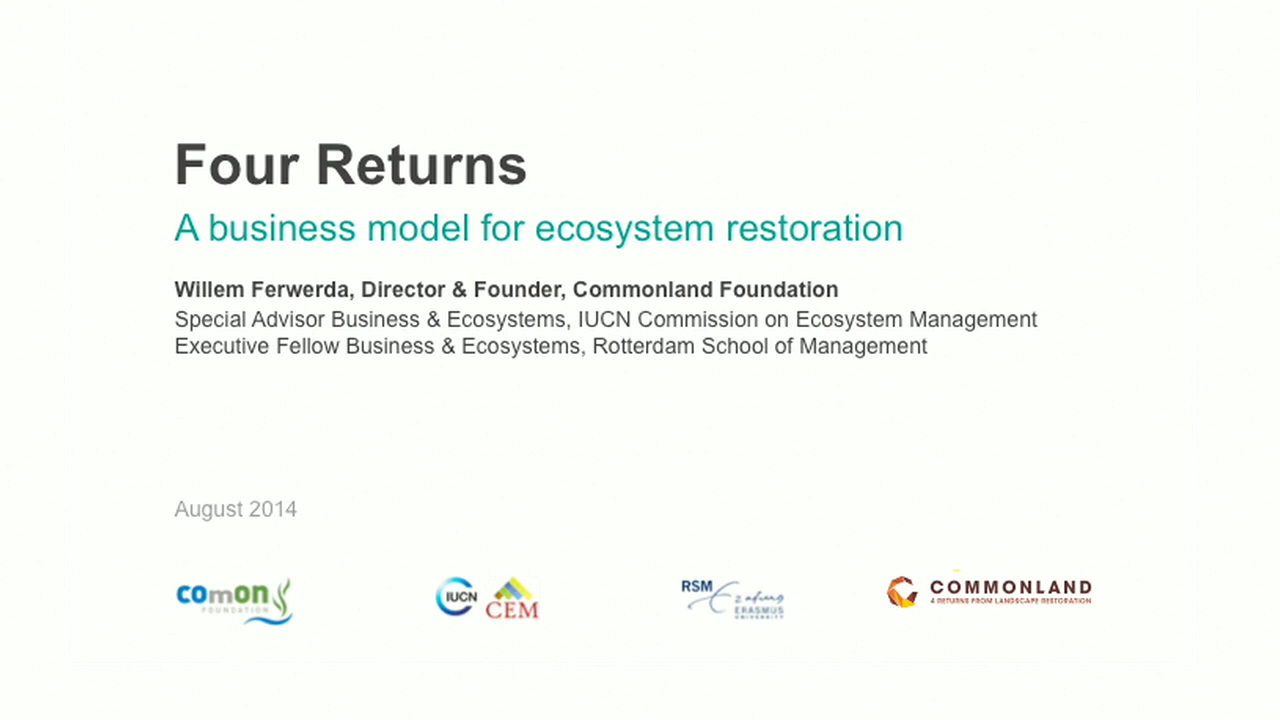 Four Returns
A business model for ecosystem restoration
Willem Ferwerda, Director & Founder, Commonland Foundation
Special Advisor Business & Ecosystems, IUCN Commission on Ecosystem Management
Executive Fellow Business & Ecosystems, Rotterdam School of Management
August 2014
comon
FOUNDATION
IUCN
CEM
RSM
Erasmus
ERASMUS
UNIVERSITY
COMMONLAND
4 RETURNS FROM LANDSCAPE RESTORATION